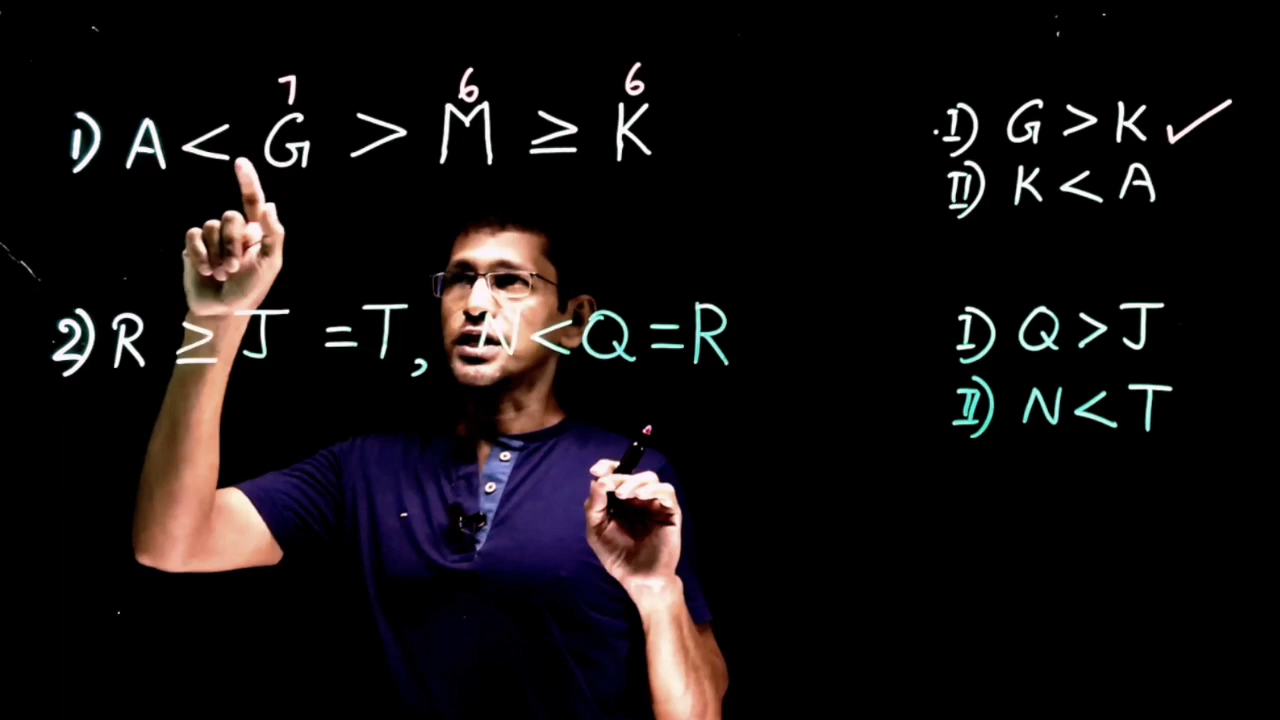 7 6 6
1) A < G > M ≥ K
I) G > K ✓
II) K < A
2) R ≥ J = T, N < Q = R
I) Q > J
II) N < T